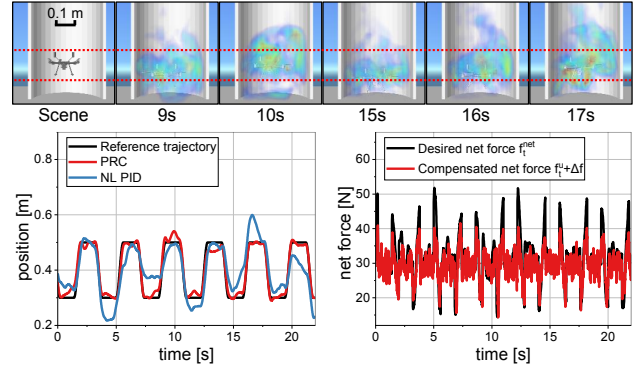 0.1 m
Scene 9s 10s 15s 16s 17s
Reference trajectory
PRC
NL PID
position [m]
0.8
0.6
0.4
0.2
0 5 10 15 20
time [s]
Desired net force f_t^net
Compensated net force f_t^u+Δf
net force [N]
60
50
40
30
20
0 5 10 15 20
time [s]